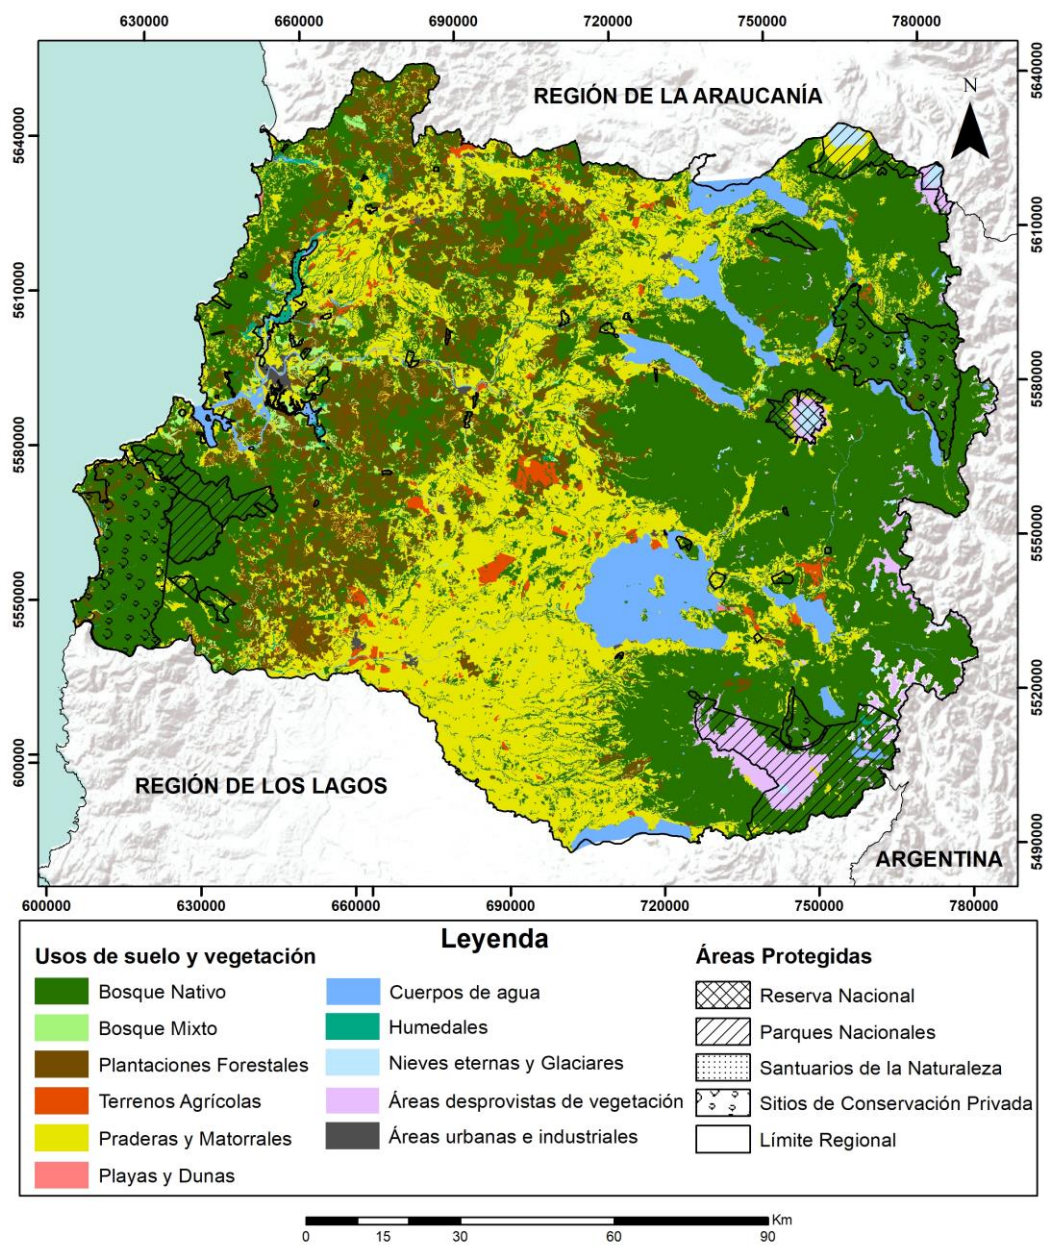 630000 660000 690000 720000 750000 780000
5640000
5640000
REGIÓN DE LA ARAUCANÍA
N
5610000
5610000
5580000
5580000
5550000
5550000
5520000
600000
REGIÓN DE LOS LAGOS
5490000
ARGENTINA
600000 630000 660000 690000 720000 750000 780000
Leyenda
Usos de suelo y vegetación
Bosque Nativo
Bosque Mixto
Plantaciones Forestales
Terrenos Agrícolas
Praderas y Matorrales
Playas y Dunas
Cuerpos de agua
Humedales
Nieves eternas y Glaciares
Áreas desprovistas de vegetación
Áreas urbanas e industriales
Áreas Protegidas
Reserva Nacional
Parques Nacionales
Santuarios de la Naturaleza
Sitios de Conservación Privada
Límite Regional
Km
0 15 30 60 90